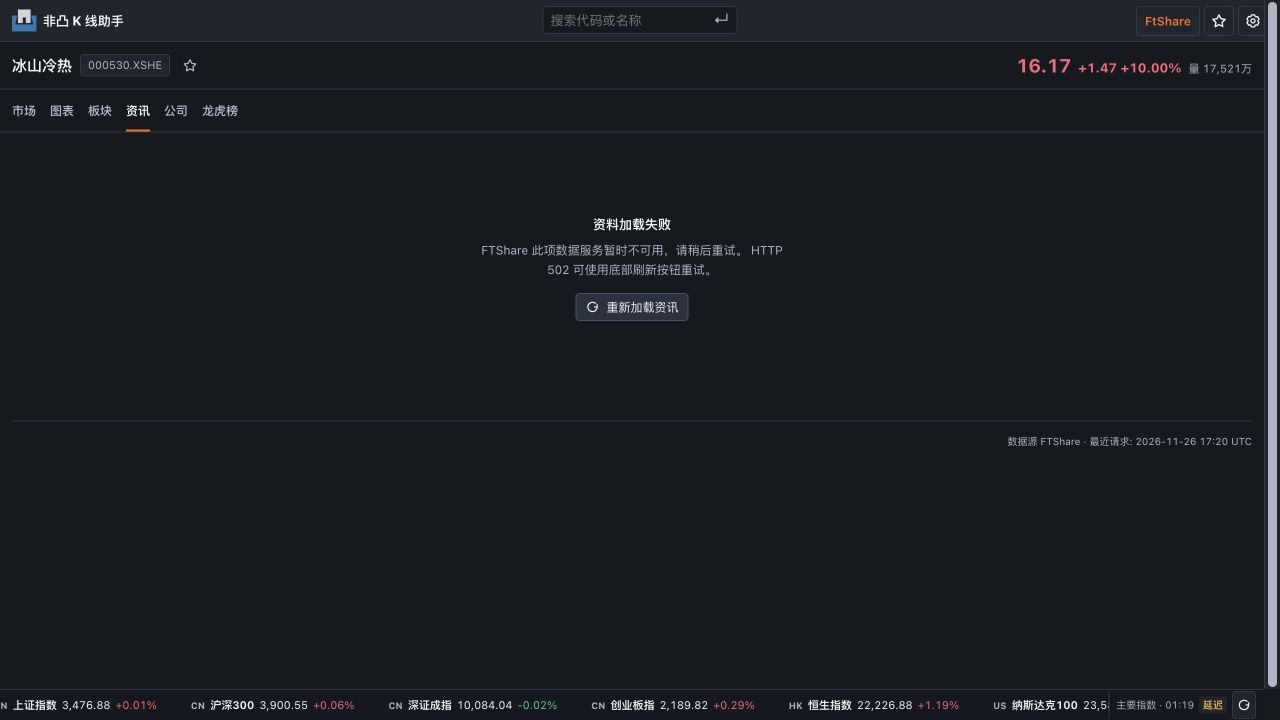 非凸 K 线助手
搜索代码或名称
FtShare
冰山冷热 000530.XSHE
16.17 +1.47 +10.00% 量 17,521万
市场 图表 板块 资讯 公司 龙虎榜
资料加载失败
FTShare 此项数据服务暂时不可用，请稍后重试。 HTTP
502 可使用底部刷新按钮重试。
重新加载资讯
数据源 FTShare · 最近请求: 2026-11-26 17:20 UTC
N 上证指数 3,476.88 +0.01% CN 沪深300 3,900.55 +0.06% CN 深证成指 10,084.04 -0.02% CN 创业板指 2,189.82 +0.29% HK 恒生指数 22,226.88 +1.19% US 纳斯达克100 23,5 主要指数 · 01:19 延迟